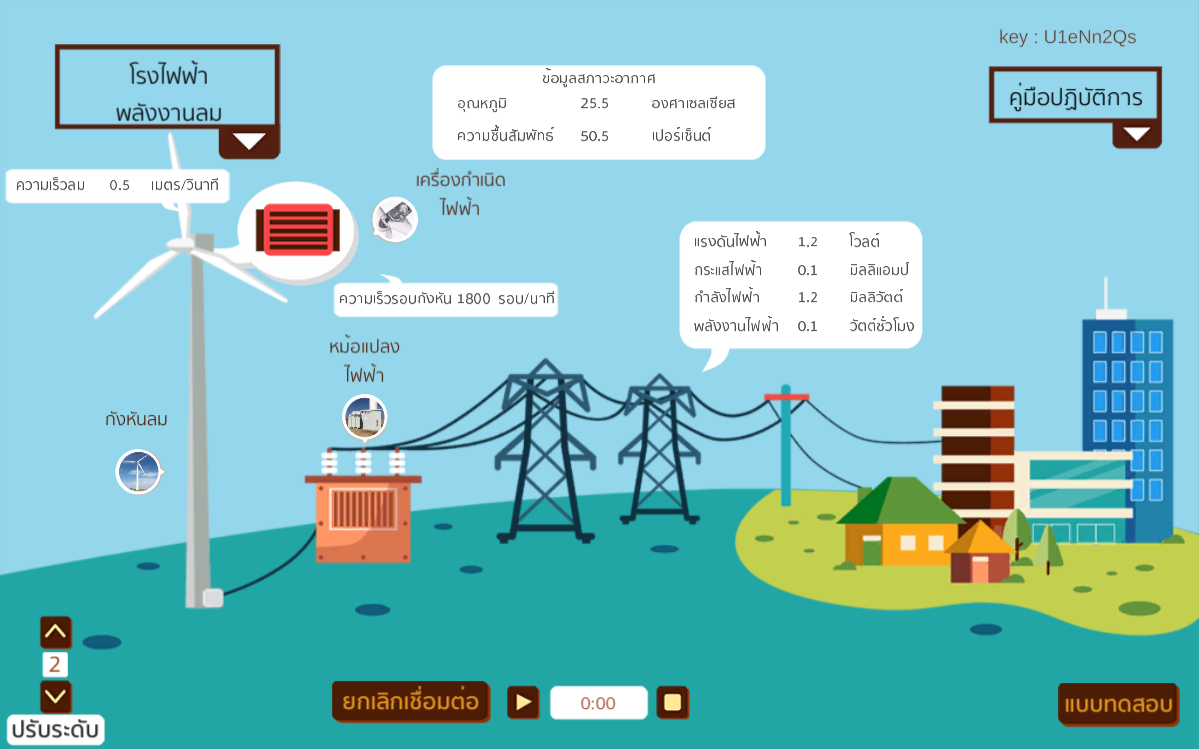 key : U1eNn2Qs
โรงไฟฟ้า
พลังงานลม
ข้อมูลสภาวะอากาศ
อุณหภูมิ 25.5 องศาเซลเซียส
ความชื้นสัมพัทธ์ 50.5 เปอร์เซ็นต์
คู่มือปฏิบัติการ
ความเร็วลม 0.5 เมตร/วินาที
เครื่องกำเนิด
ไฟฟ้า
แรงดันไฟฟ้า 1.2 โวลต์
กระแสไฟฟ้า 0.1 มิลลิแอมป์
กำลังไฟฟ้า 1.2 มิลลิวัตต์
พลังงานไฟฟ้า 0.1 วัตต์ชั่วโมง
ความเร็วรอบกังหัน 1800 รอบ/นาที
หม้อแปลง
ไฟฟ้า
กังหันลม
2
ปรับระดับ
ยกเลิกเชื่อมต่อ
0:00
แบบทดสอบ